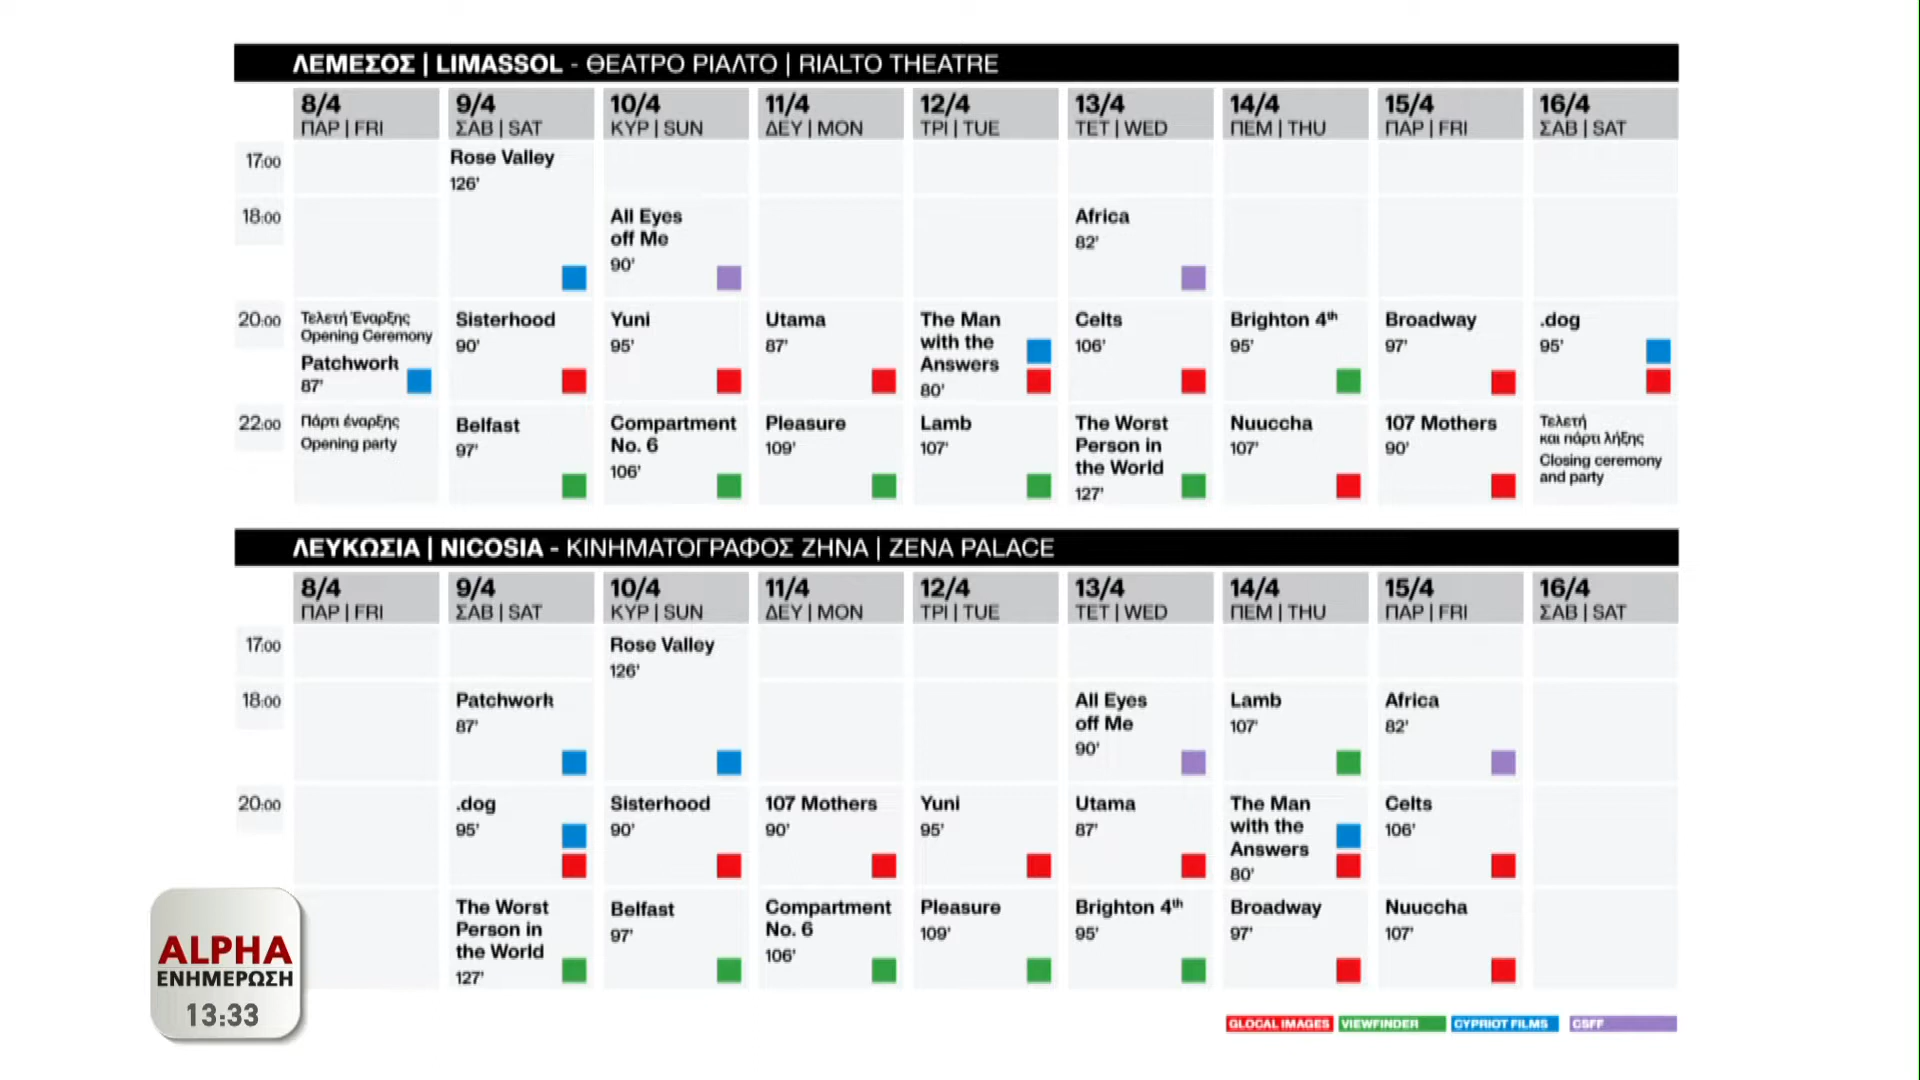 ΛΕΜΕΣΟΣ | LIMASSOL - ΘΕΑΤΡΟ ΡΙΑΛΤΟ | RIALTO THEATRE
8/4 9/4 10/4 11/4 12/4 13/4 14/4 15/4 16/4
ΠΑΡ | FRI ΣΑΒ | SAT ΚΥΡ | SUN ΔΕΥ | MON ΤΡΙ | TUE ΤΕΤ | WED ΠΕΜ | THU ΠΑΡ | FRI ΣΑΒ | SAT
17:00
Rose Valley
126'
18:00
All Eyes
off Me
90'
Africa
82'
20:00
Τελετή Έναρξης
Opening Ceremony
Patchwork
87'
Sisterhood
90'
Yuni
95'
Utama
87'
The Man
with the
Answers
80'
Celts
106'
Brighton 4th
95'
Broadway
97'
.dog
95'
22:00
Πάρτι έναρξης
Opening party
Belfast
97'
Compartment
No. 6
106'
Pleasure
109'
Lamb
107'
The Worst
Person in
the World
127'
Nuuccha
107'
107 Mothers
90'
Τελετή
και πάρτι λήξης
Closing ceremony
and party
ΛΕΥΚΩΣΙΑ | NICOSIA - ΚΙΝΗΜΑΤΟΓΡΑΦΟΣ ΖΗΝΑ | ZENA PALACE
8/4 9/4 10/4 11/4 12/4 13/4 14/4 15/4 16/4
ΠΑΡ | FRI ΣΑΒ | SAT ΚΥΡ | SUN ΔΕΥ | MON ΤΡΙ | TUE ΤΕΤ | WED ΠΕΜ | THU ΠΑΡ | FRI ΣΑΒ | SAT
17:00
Rose Valley
126'
18:00
Patchwork
87'
All Eyes
off Me
90'
Lamb
107'
Africa
82'
20:00
.dog
95'
Sisterhood
90'
107 Mothers
90'
Yuni
95'
Utama
87'
The Man
with the
Answers
80'
Celts
106'
The Worst
Person in
the World
127'
Belfast
97'
Compartment
No. 6
106'
Pleasure
109'
Brighton 4th
95'
Broadway
97'
Nuuccha
107'
ALPHA
ΕΝΗΜΕΡΩΣΗ
13:33
GLOCAL IMAGES VIEWFINDER CYPRIOT FILMS CSFF